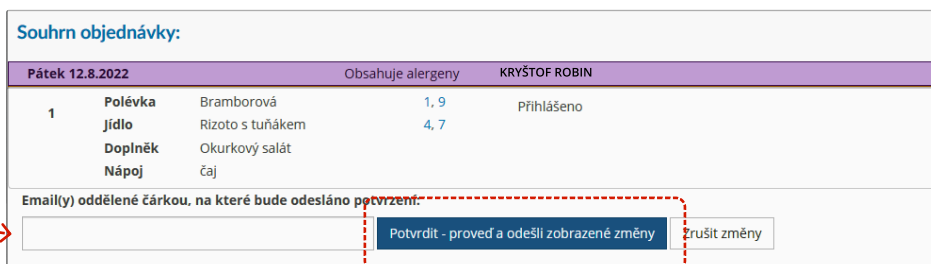 Souhrn objednávky:
Pátek 12.8.2022 Obsahuje alergeny KRYŠTOF ROBIN
1 Polévka Bramborová 1, 9 Přihlášeno
Jídlo Rizoto s tuňákem 4, 7
Doplněk Okurkový salát
Nápoj čaj
Email(y) oddělené čárkou, na které bude odesláno potvrzení:
Potvrdit - proveď a odešli zobrazené změny Zrušit změny